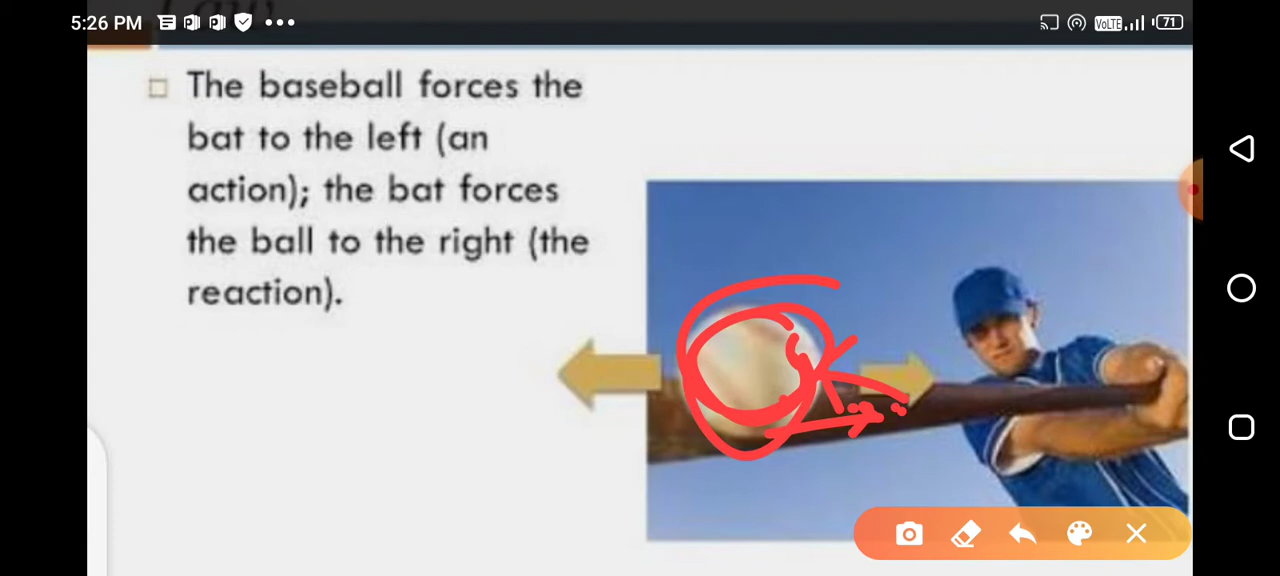 5:26 PM
VoLTE
71
Law
The baseball forces the
bat to the left (an
action); the bat forces
the ball to the right (the
reaction).